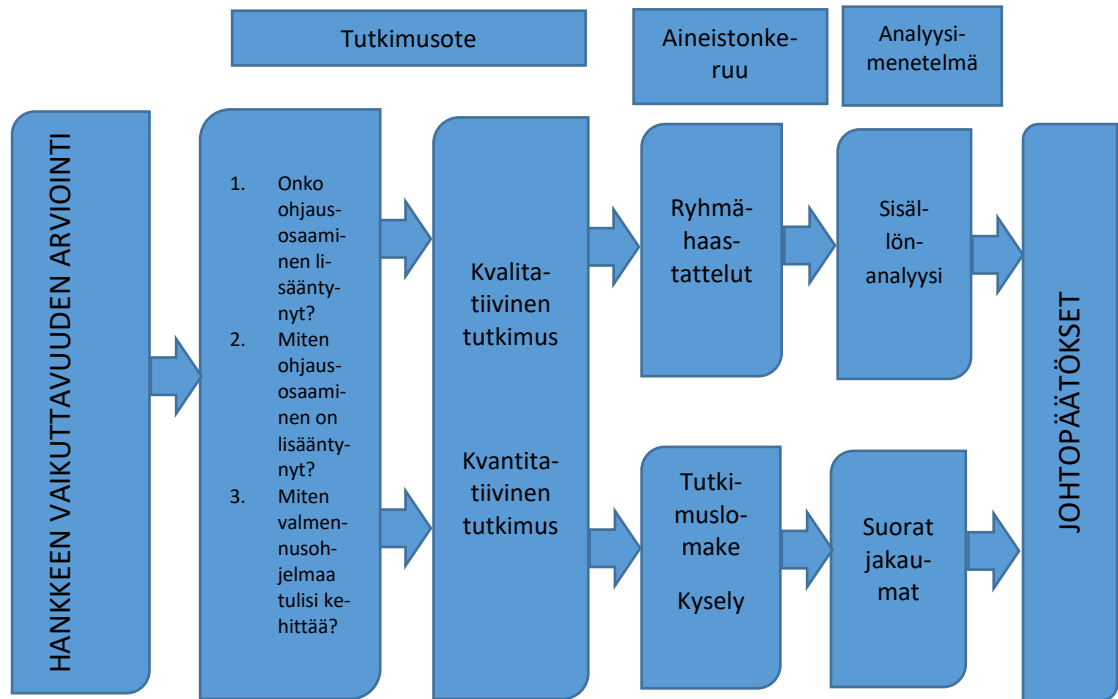 Tutkimusote
Aineistonke-
ruu
Analyysi-
menetelmä
HANKKEEN VAIKUTTAVUUDEN ARVIOINTI
1. Onko
ohjaus-
osaami-
nen li-
säänty-
nyt?
2. Miten
ohjaus-
osaami-
nen on
lisäänty-
nyt?
3. Miten
valmen-
nusoh-
jelmaa
tulisi ke-
hittää?
Kvalita-
tiivinen
tutkimus
Kvantita-
tiivinen
tutkimus
Ryhmä-
haas-
tattelut
Sisäl-
lön-
analyysi
Tutki-
muslo-
make
Kysely
Suorat
jakau-
mat
JOHTOPÄÄTÖKSET